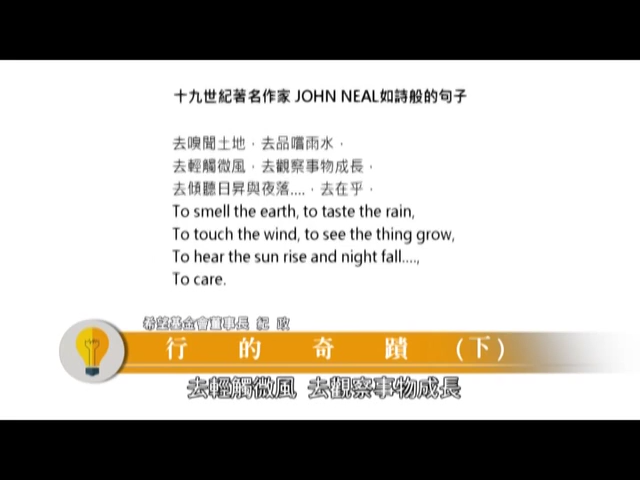 十九世紀著名作家 JOHN NEAL如詩般的句子
去嗅聞土地，去品嚐雨水，
去輕觸微風，去觀察事物成長，
去傾聽日昇與夜落....，去在乎，
To smell the earth, to taste the rain,
To touch the wind, to see the thing grow,
To hear the sun rise and night fall....,
To care.
希望基金會董事長 紀 政
行的奇蹟(下)
去輕觸微風 去觀察事物成長